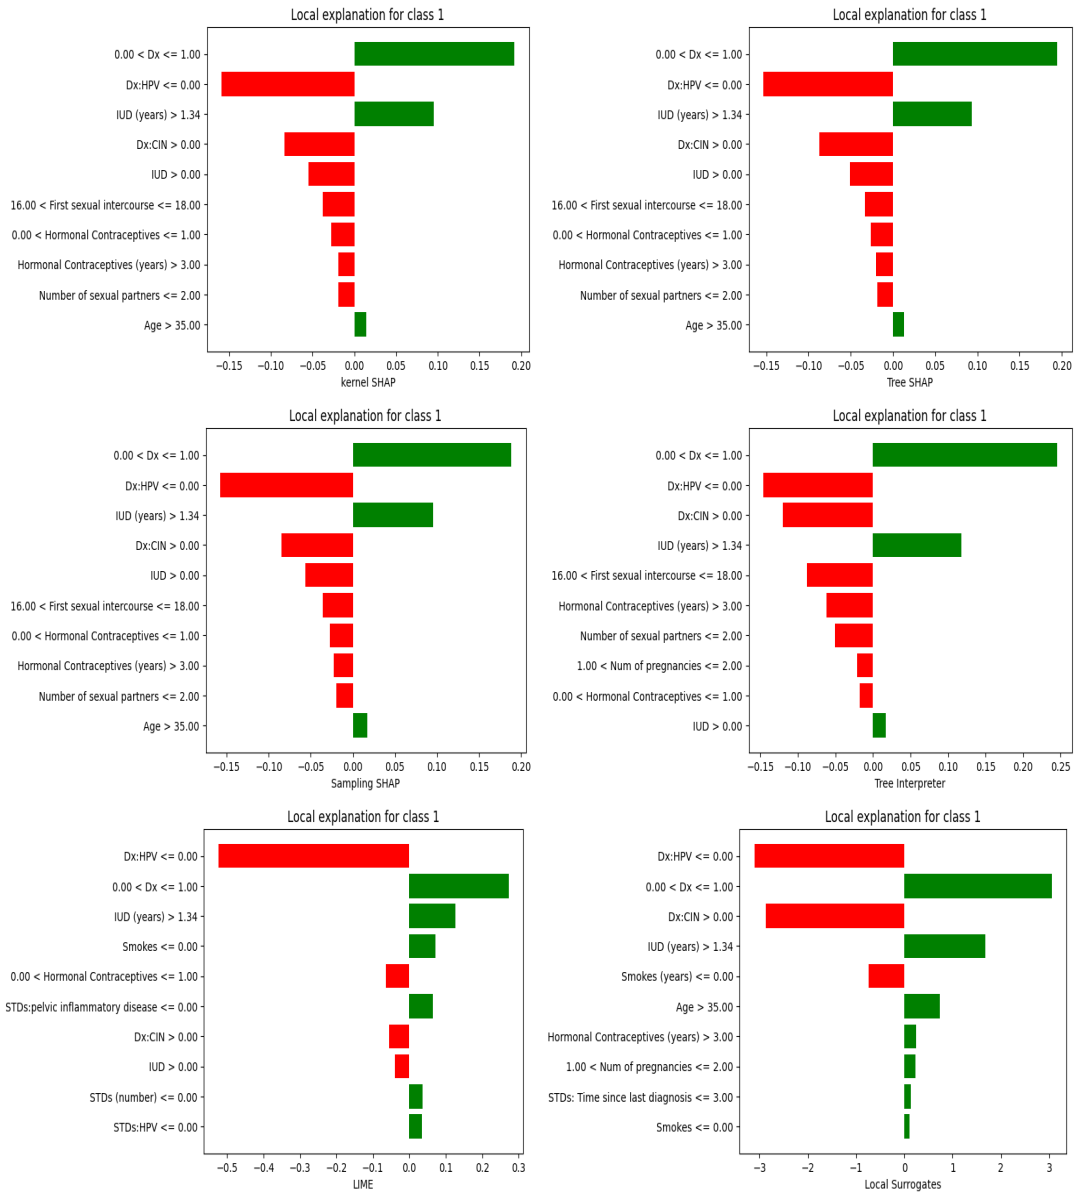 Local explanation for class 1
0.00 < Dx <= 1.00
Dx:HPV <= 0.00
IUD (years) > 1.34
Dx:CIN > 0.00
IUD > 0.00
16.00 < First sexual intercourse <= 18.00
0.00 < Hormonal Contraceptives <= 1.00
Hormonal Contraceptives (years) > 3.00
Number of sexual partners <= 2.00
Age > 35.00
−0.15 −0.10 −0.05 0.00 0.05 0.10 0.15 0.20
kernel SHAP
Local explanation for class 1
0.00 < Dx <= 1.00
Dx:HPV <= 0.00
IUD (years) > 1.34
Dx:CIN > 0.00
IUD > 0.00
16.00 < First sexual intercourse <= 18.00
0.00 < Hormonal Contraceptives <= 1.00
Hormonal Contraceptives (years) > 3.00
Number of sexual partners <= 2.00
Age > 35.00
−0.15 −0.10 −0.05 0.00 0.05 0.10 0.15 0.20
Tree SHAP
Local explanation for class 1
0.00 < Dx <= 1.00
Dx:HPV <= 0.00
IUD (years) > 1.34
Dx:CIN > 0.00
IUD > 0.00
16.00 < First sexual intercourse <= 18.00
0.00 < Hormonal Contraceptives <= 1.00
Hormonal Contraceptives (years) > 3.00
Number of sexual partners <= 2.00
Age > 35.00
−0.15 −0.10 −0.05 0.00 0.05 0.10 0.15 0.20
Sampling SHAP
Local explanation for class 1
0.00 < Dx <= 1.00
Dx:HPV <= 0.00
Dx:CIN > 0.00
IUD (years) > 1.34
16.00 < First sexual intercourse <= 18.00
Hormonal Contraceptives (years) > 3.00
Number of sexual partners <= 2.00
1.00 < Num of pregnancies <= 2.00
0.00 < Hormonal Contraceptives <= 1.00
IUD > 0.00
−0.15 −0.10 −0.05 0.00 0.05 0.10 0.15 0.20 0.25
Tree Interpreter
Local explanation for class 1
Dx:HPV <= 0.00
0.00 < Dx <= 1.00
IUD (years) > 1.34
Smokes <= 0.00
0.00 < Hormonal Contraceptives <= 1.00
STDs:pelvic inflammatory disease <= 0.00
Dx:CIN > 0.00
IUD > 0.00
STDs (number) <= 0.00
STDs:HPV <= 0.00
−0.5 −0.4 −0.3 −0.2 −0.1 0.0 0.1 0.2 0.3
LIME
Local explanation for class 1
Dx:HPV <= 0.00
0.00 < Dx <= 1.00
Dx:CIN > 0.00
IUD (years) > 1.34
Smokes (years) <= 0.00
Age > 35.00
Hormonal Contraceptives (years) > 3.00
1.00 < Num of pregnancies <= 2.00
STDs: Time since last diagnosis <= 3.00
Smokes <= 0.00
−3 −2 −1 0 1 2 3
Local Surrogates